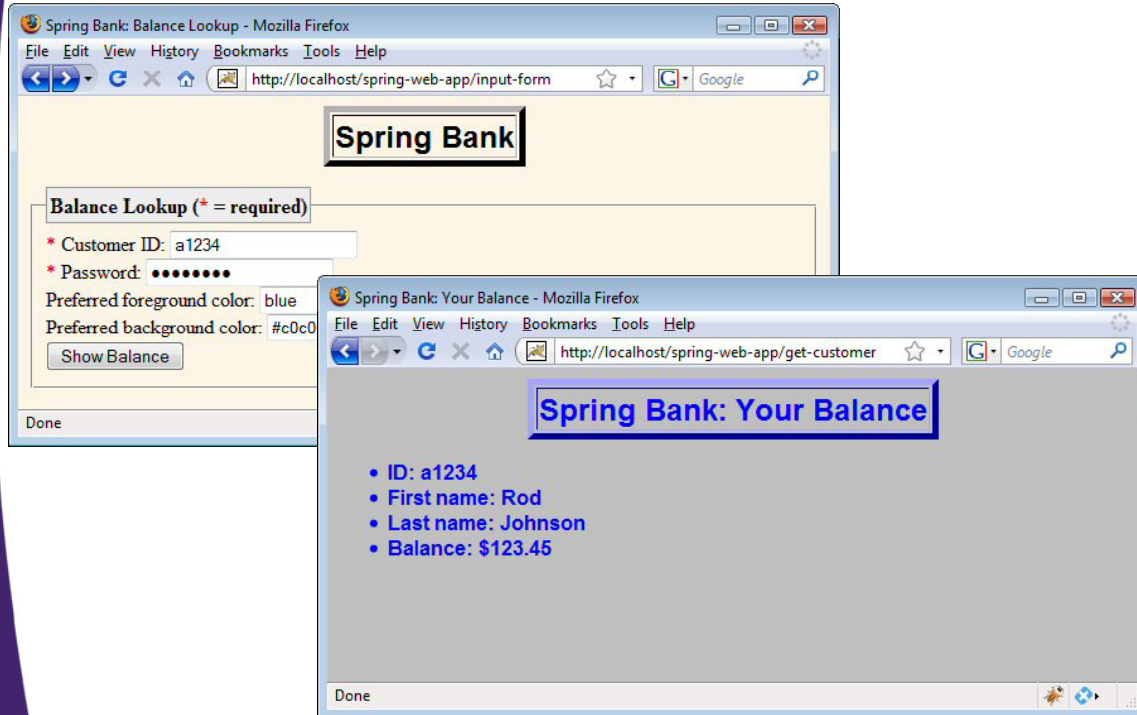 Spring Bank: Balance Lookup - Mozilla Firefox
File Edit View History Bookmarks Tools Help
http://localhost/spring-web-app/input-form
G Google
Spring Bank
Balance Lookup (* = required)
* Customer ID: a1234
* Password: ●●●●●●●●
Preferred foreground color: blue
Preferred background color: #c0c0
Show Balance
Done
Spring Bank: Your Balance - Mozilla Firefox
File Edit View History Bookmarks Tools Help
http://localhost/spring-web-app/get-customer
G Google
Spring Bank: Your Balance
• ID: a1234
• First name: Rod
• Last name: Johnson
• Balance: $123.45
Done